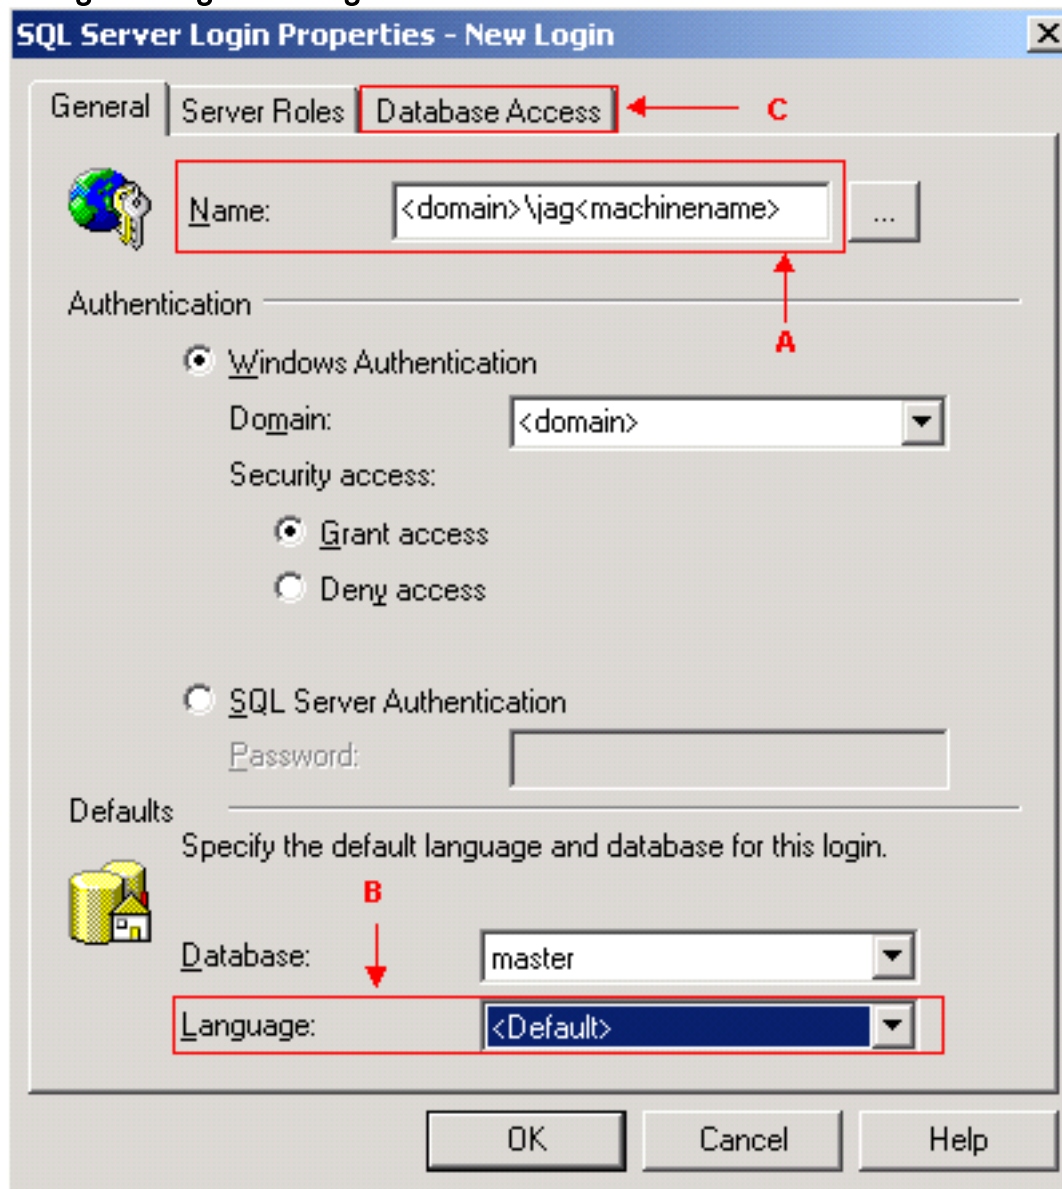 SQL Server Login Properties - New Login
General Server Roles Database Access C
Name: <domain>\jag<machinename> ...
A
Authentication
Windows Authentication
Domain: <domain>
Security access:
Grant access
Deny access
SQL Server Authentication
Password:
Defaults
Specify the default language and database for this login.
B
Database: master
Language: <Default>
OK Cancel Help